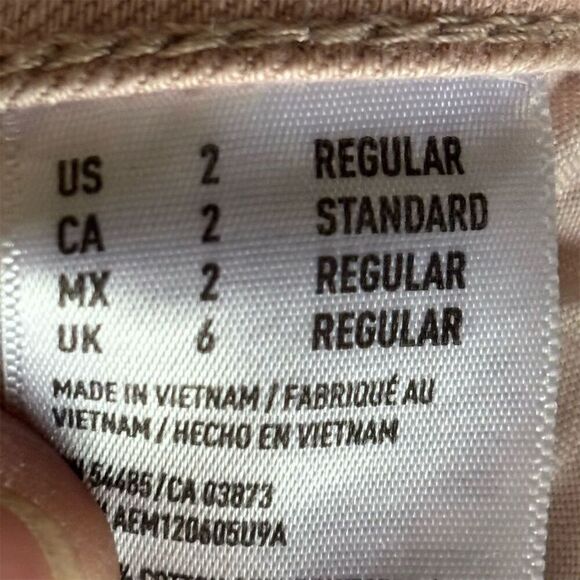 US 2 REGULAR
CA 2 STANDARD
MX 2 REGULAR
UK 6 REGULAR
MADE IN VIETNAM / FABRIQUÉ AU
VIETNAM / HECHO EN VIETNAM
54485/CA 03873
AEM120605U9A